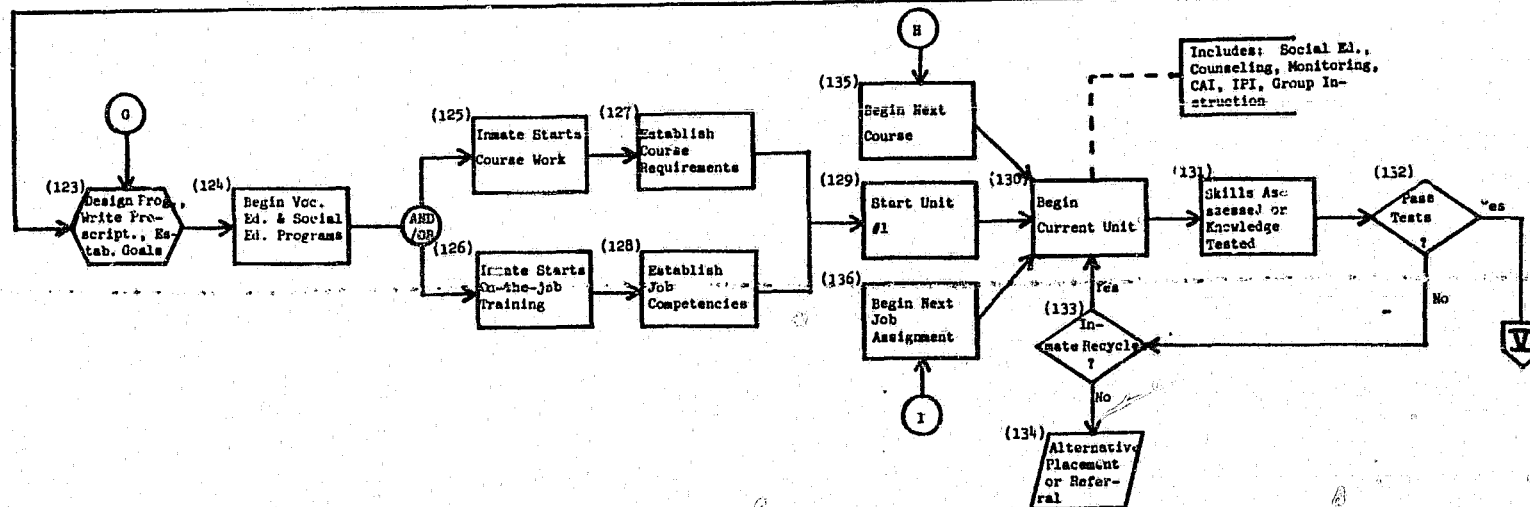 G
(123)
Design Prog.,
Write Pro-
script., Es-
tab. Goals
(124)
Begin Voc.
Ed. & Social
Ed. Programs
AND
/OR
(125)
Inmate Starts
Course Work
(127)
Establish
Course
Requirements
(126)
Inmate Starts
On-the-job
Training
(128)
Establish
Job
Competencies
H
(135)
Begin Next
Course
(129)
Start Unit
#1
(136)
Begin Next
Job
Assignment
I
(130)
Begin
Current Unit
Includes: Social Ed.,
Counseling, Monitoring,
CAI, IPI, Group In-
struction
(131)
Skills As-
sessed or
Knowledge
Tested
(132)
Pass
Tests
?
Yes
No
V
(133)
In-
mate Recycle
?
Yes
No
(134)
Alternative
Placement
or Refer-
ral